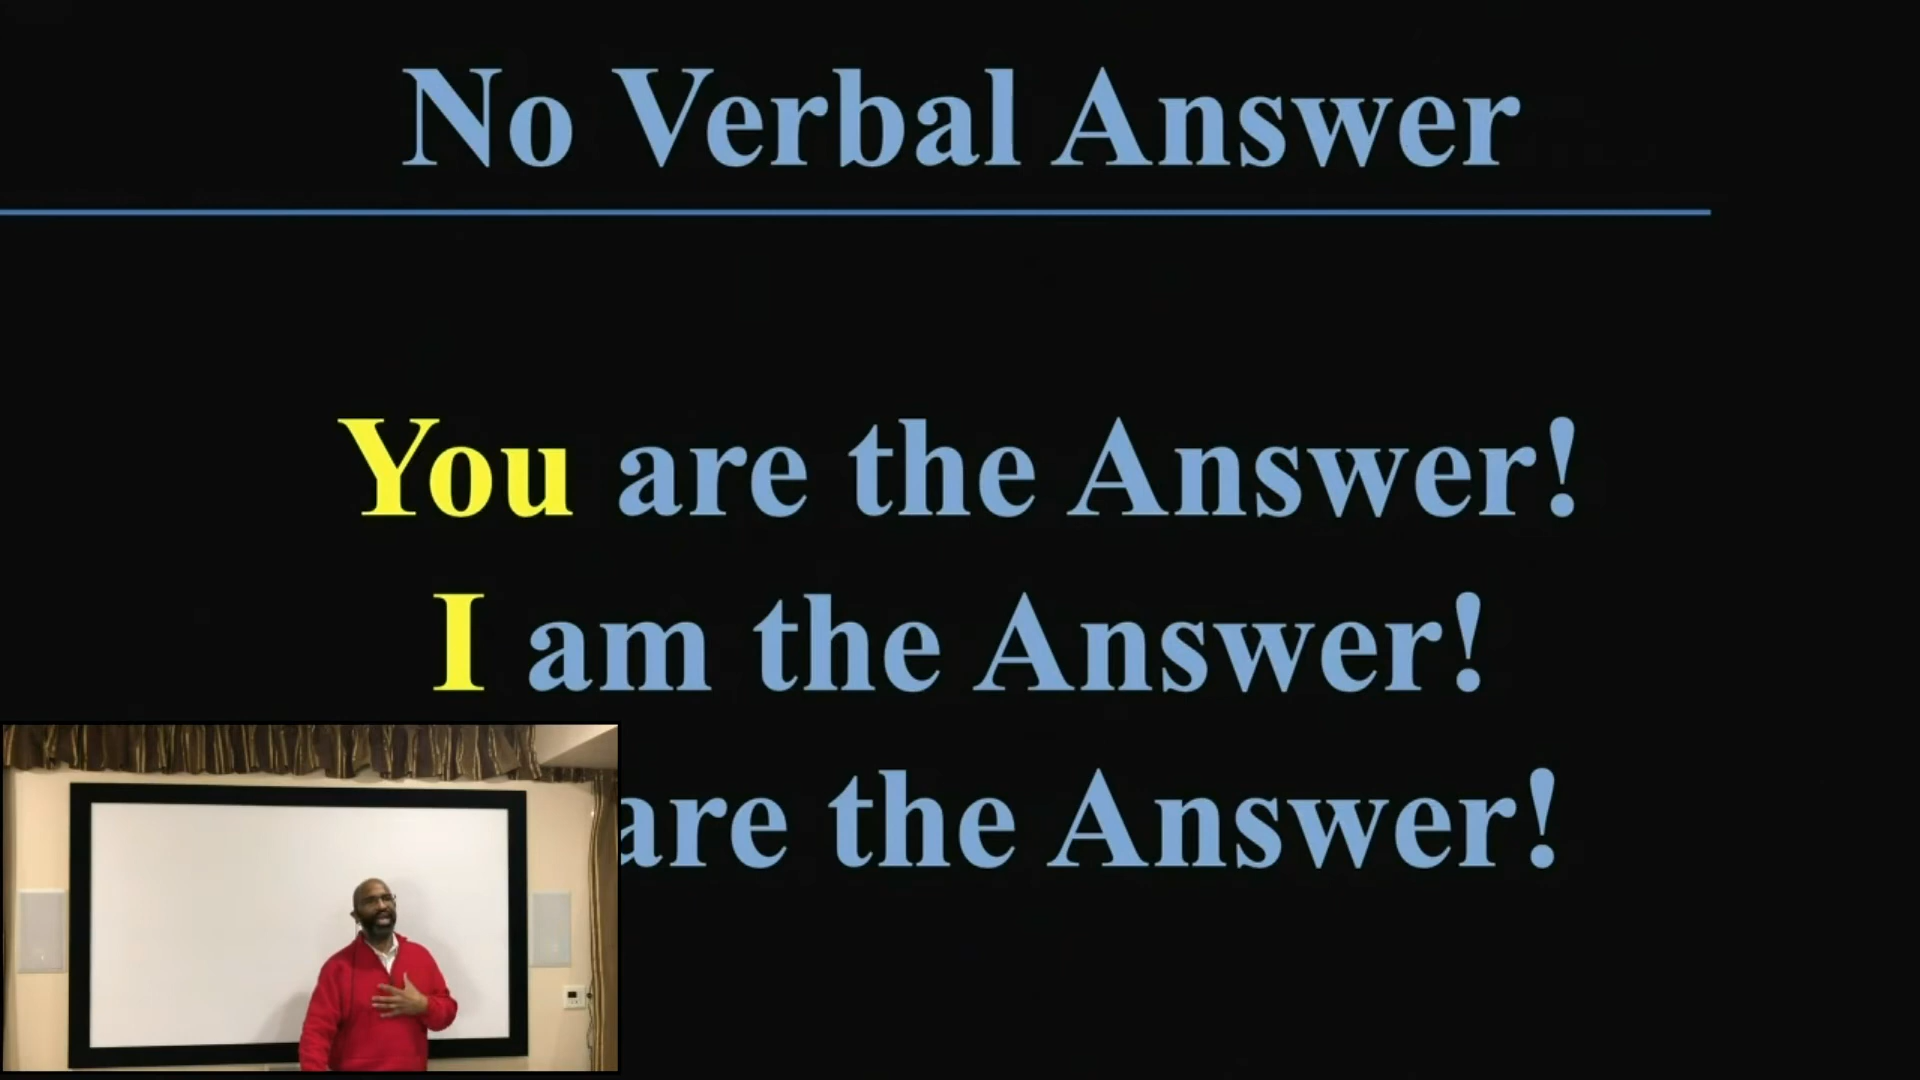 No Verbal Answer
You are the Answer!
I am the Answer!
are the Answer!